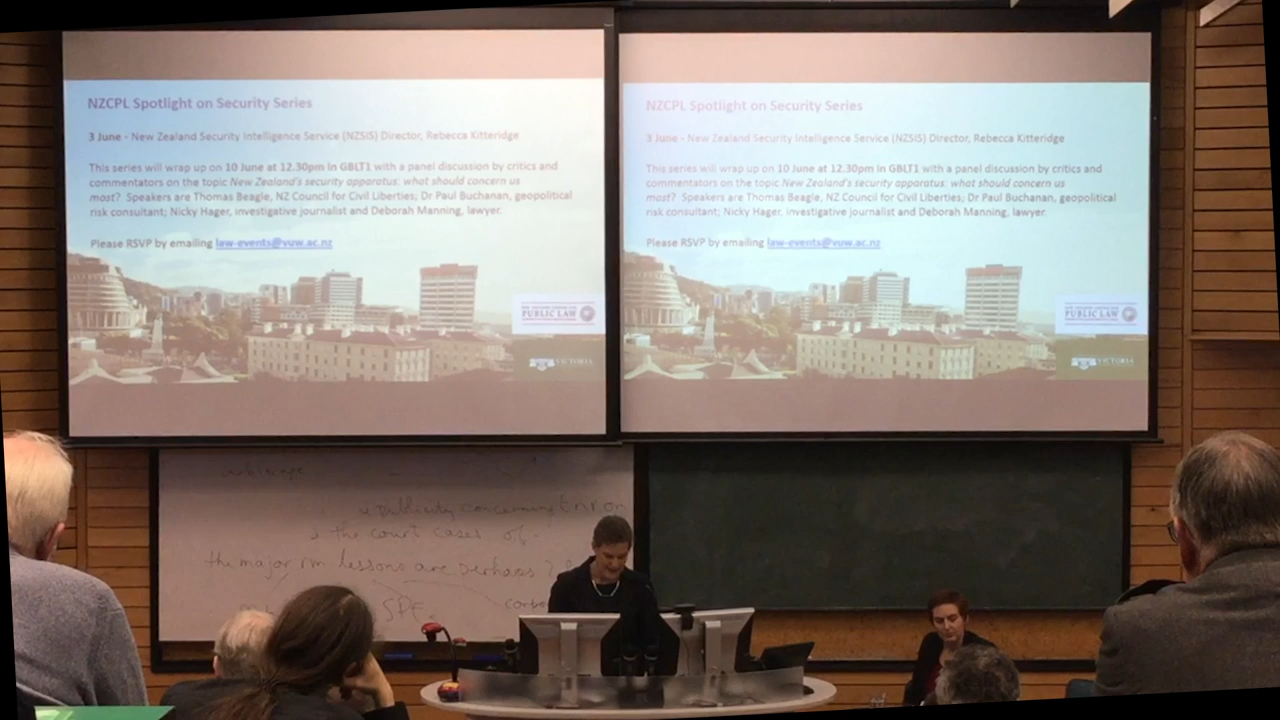 NZCPL Spotlight on Security Series
3 June - New Zealand Security Intelligence Service (NZSIS) Director, Rebecca Kitteridge
This series will wrap up on 10 June at 12.30pm in GBLT1 with a panel discussion by critics and
commentators on the topic New Zealand's security apparatus: what should concern us
most? Speakers are Thomas Beagle, NZ Council for Civil Liberties; Dr Paul Buchanan, geopolitical
risk consultant; Nicky Hager, investigative journalist and Deborah Manning, lawyer.
Please RSVP by emailing law-events@vuw.ac.nz
PUBLIC LAW
VICTORIA
NZCPL Spotlight on Security Series
3 June - New Zealand Security Intelligence Service (NZSIS) Director, Rebecca Kitteridge
This series will wrap up on 10 June at 12.30pm in GBLT1 with a panel discussion by critics and
commentators on the topic New Zealand's security apparatus: what should concern us
most? Speakers are Thomas Beagle, NZ Council for Civil Liberties; Dr Paul Buchanan, geopolitical
risk consultant; Nicky Hager, investigative journalist and Deborah Manning, lawyer.
Please RSVP by emailing law-events@vuw.ac.nz
PUBLIC LAW
VICTORIA
publicity concerning
the court cases of
the major rm lessons are perhaps?